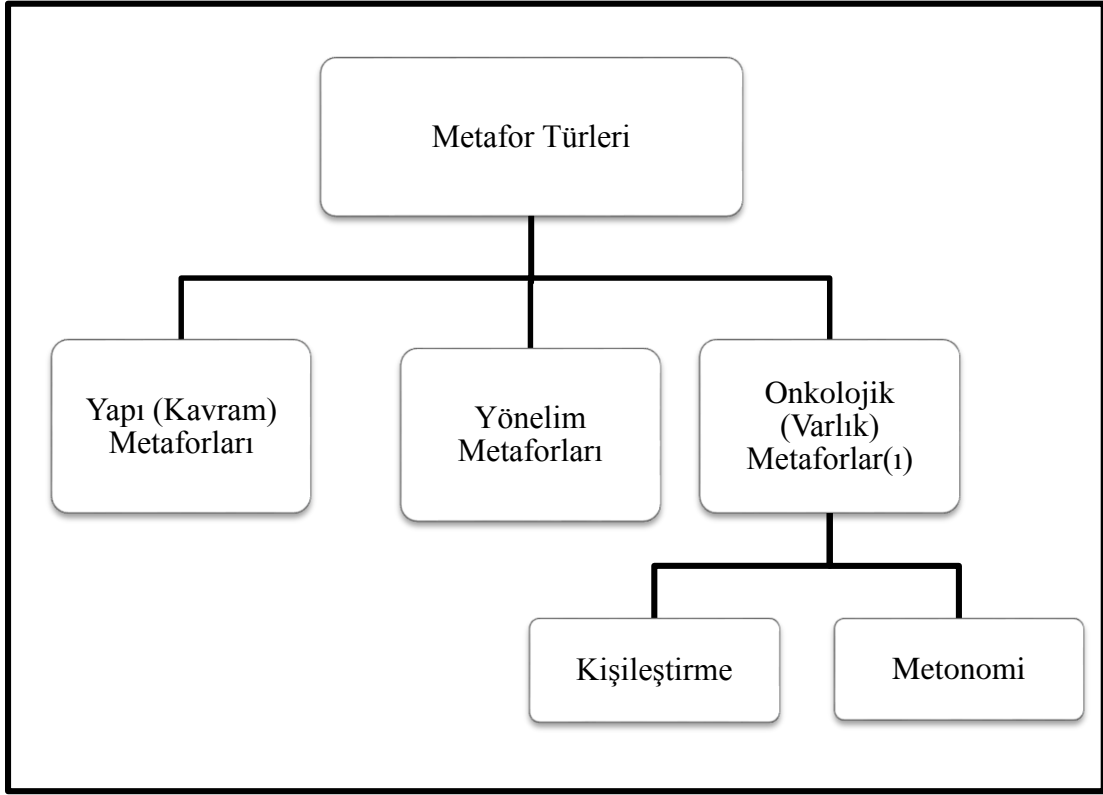 Metafor Türleri
Yapı (Kavram)
Metaforları
Yönelim
Metaforları
Onkolojik
(Varlık)
Metaforlar(ı)
Kişileştirme
Metonomi